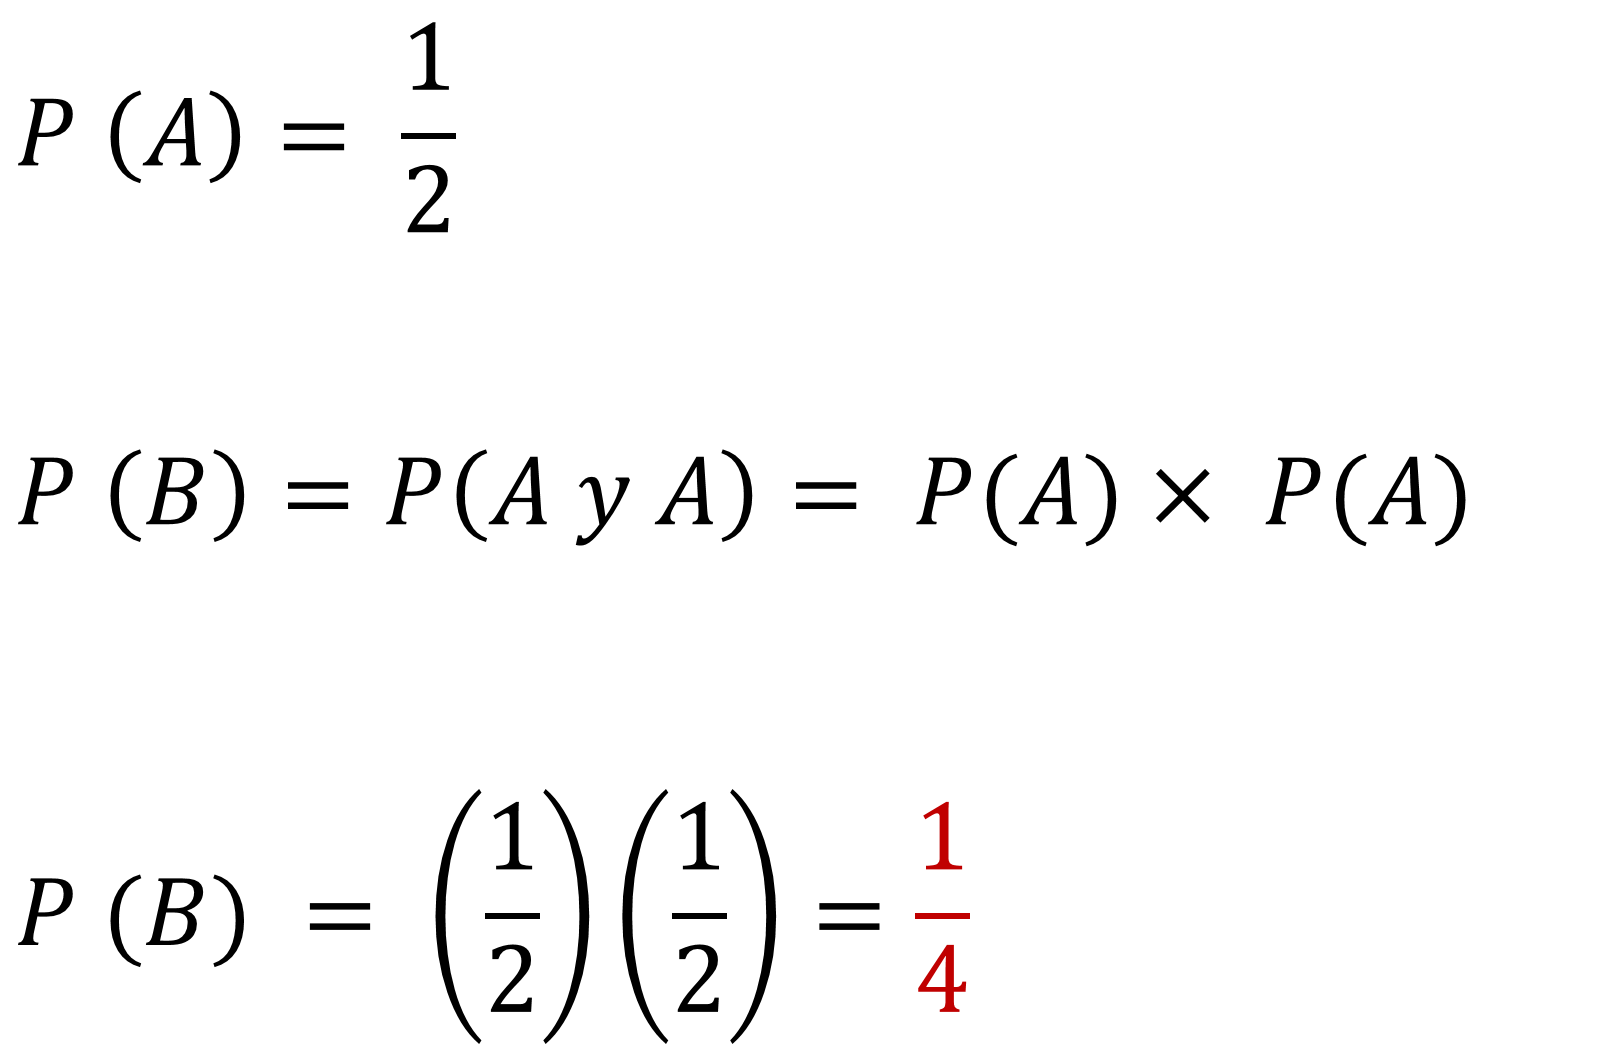 P (A) = 1/2
P (B) = P(A y A) = P(A) × P(A)
P (B) = (1/2)(1/2) = 1/4